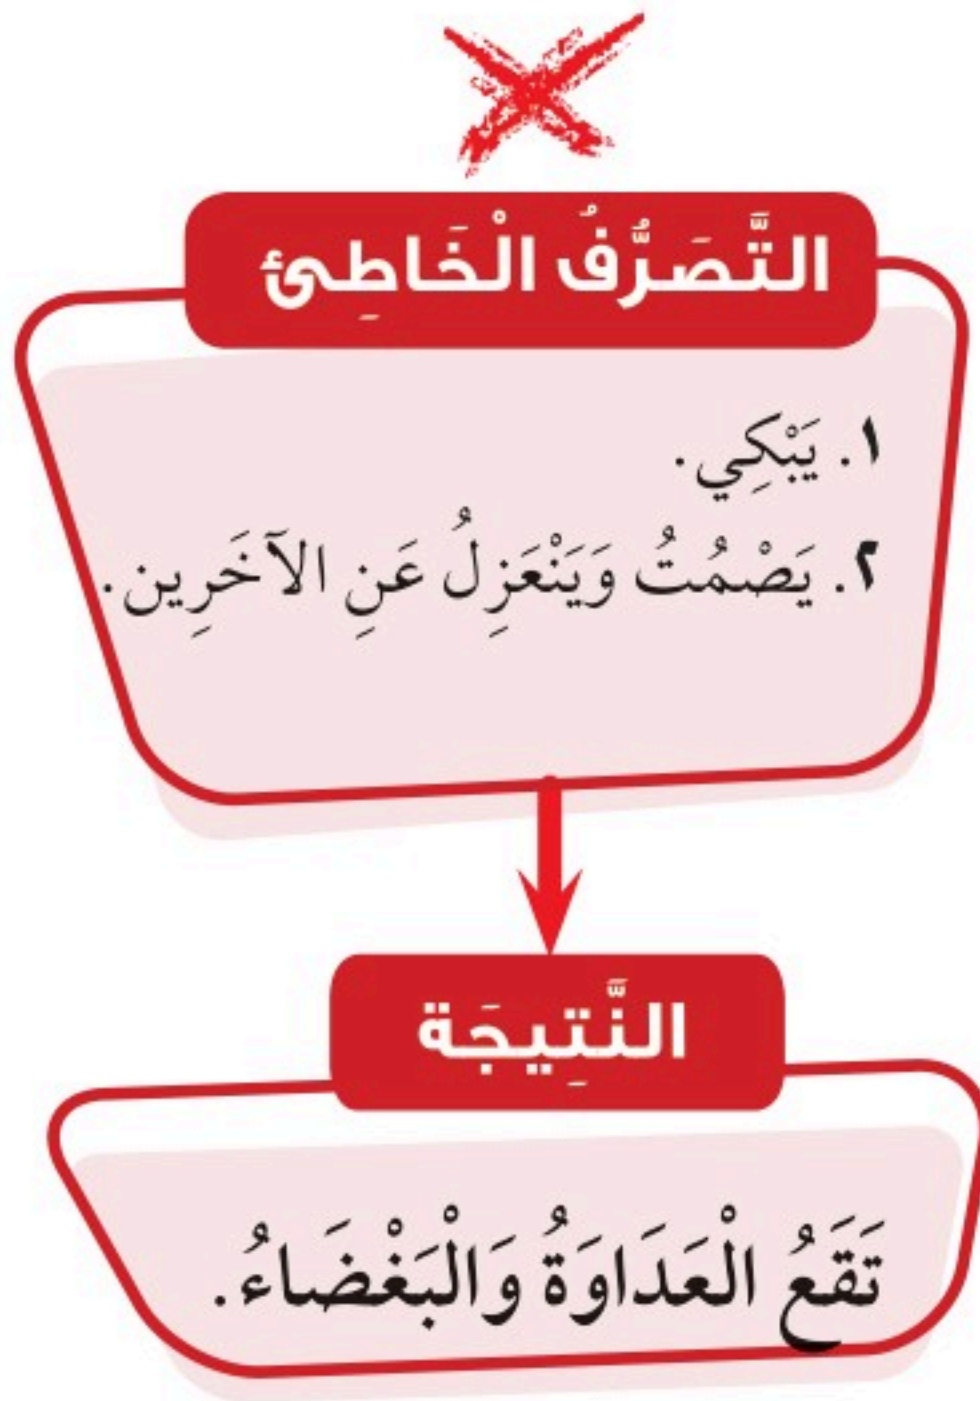 التَّصَرُّفُ الْخَاطِئ
١. يَبْكِي.
٢. يَصْمُتُ وَيَنْعَزِلُ عَنِ الآخَرِين.
النَّتِيجَة
تَقَعُ الْعَدَاوَةُ وَالْبَغْضَاءُ.